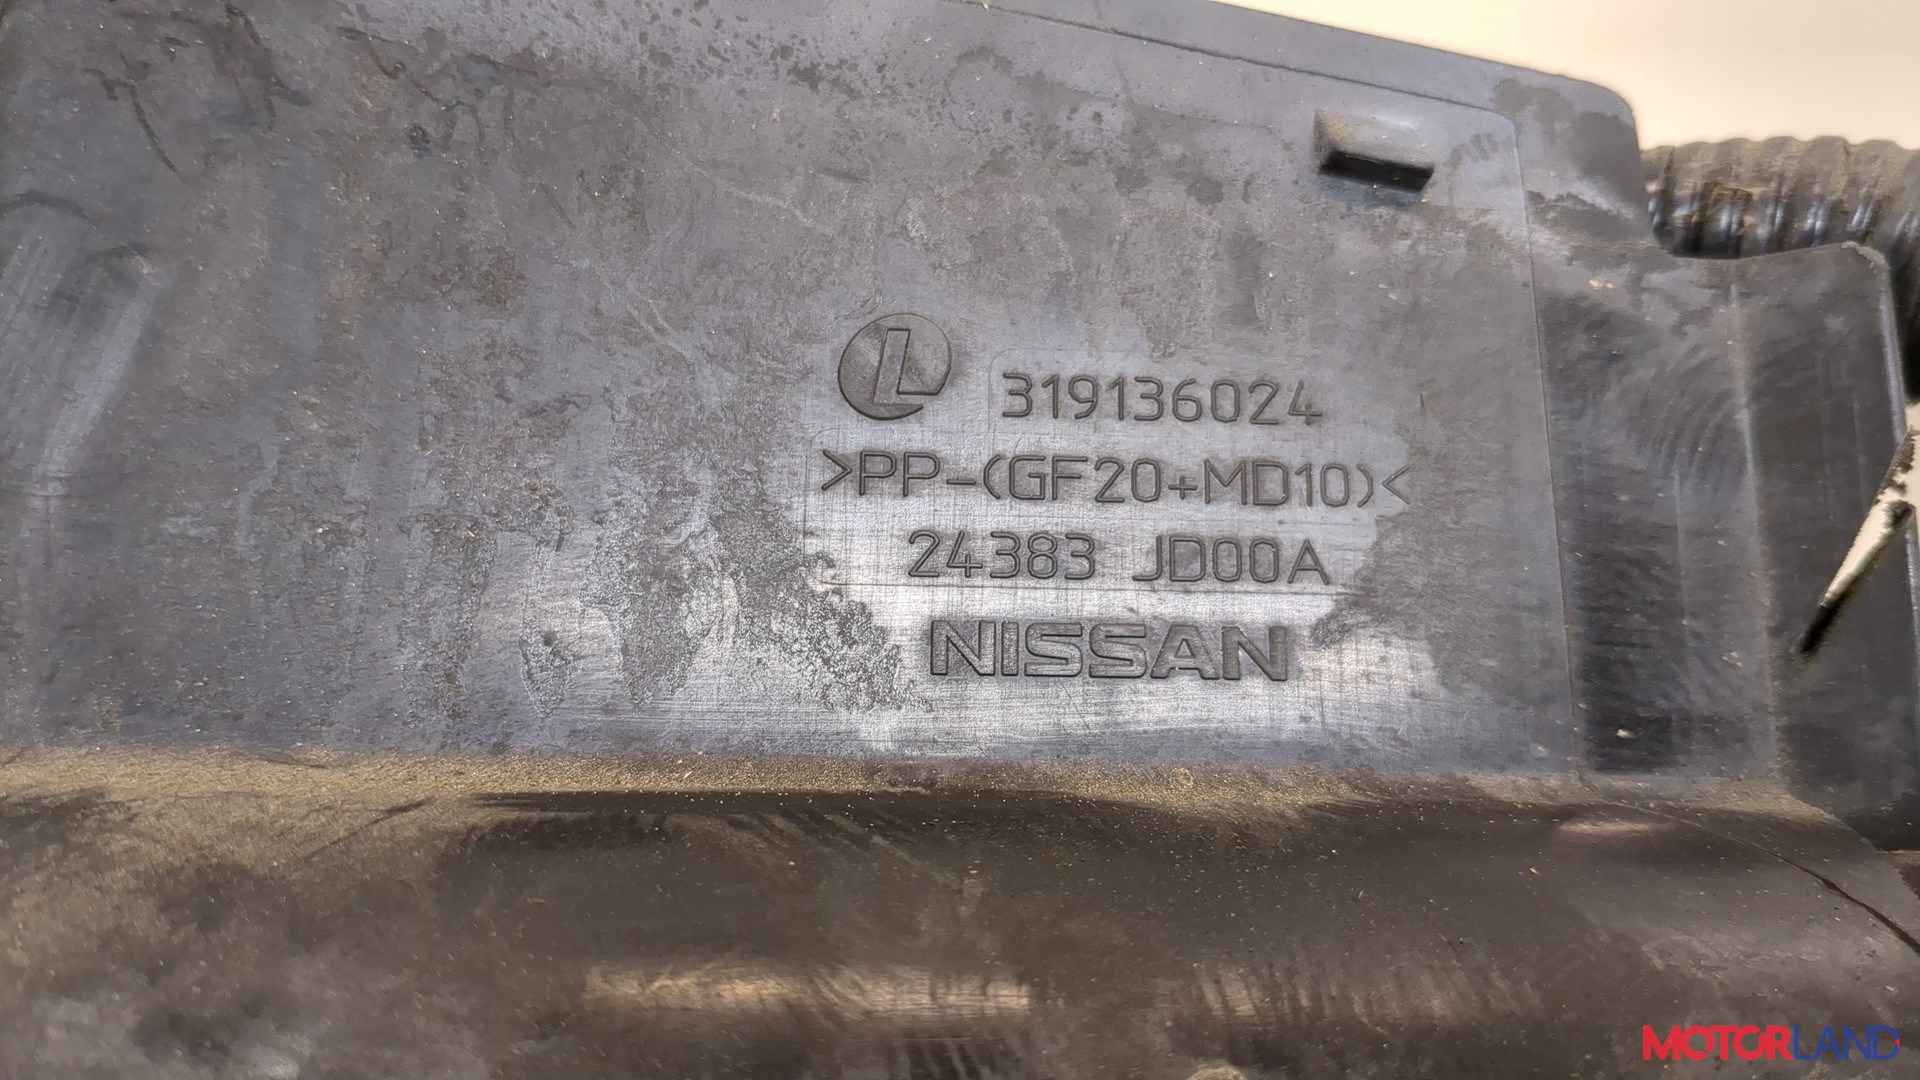 L 319136024
>PP-(GF20+MD10)<
24383 JD00A
NISSAN
MOTORLAND